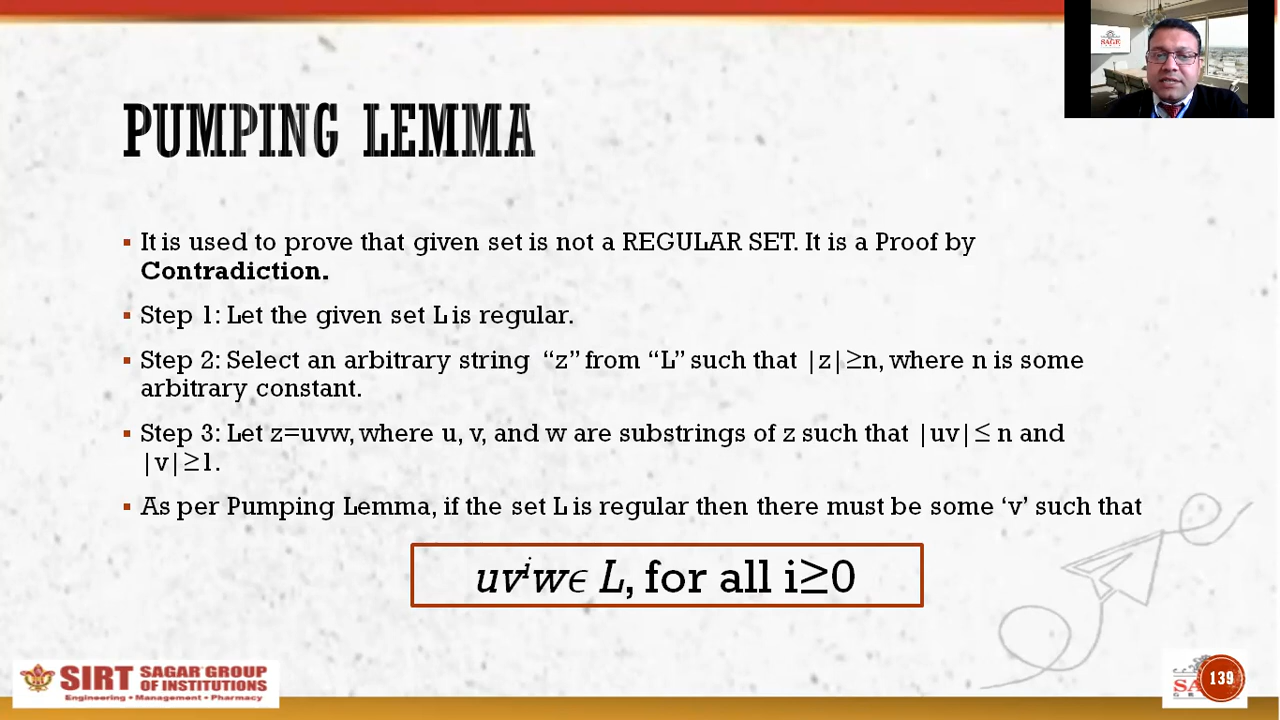 SAGE
PUMPING LEMMA
▪ It is used to prove that given set is not a REGULAR SET. It is a Proof by
Contradiction.
▪ Step 1: Let the given set L is regular.
▪ Step 2: Select an arbitrary string “z” from “L” such that |z|≥n, where n is some
arbitrary constant.
▪ Step 3: Let z=uvw, where u, v, and w are substrings of z such that |uv|≤ n and
|v|≥1.
▪ As per Pumping Lemma, if the set L is regular then there must be some ‘v’ such that
uvⁱwϵ L, for all i≥0
SIRT SAGAR GROUP
OF INSTITUTIONS
Engineering • Management • Pharmacy
139